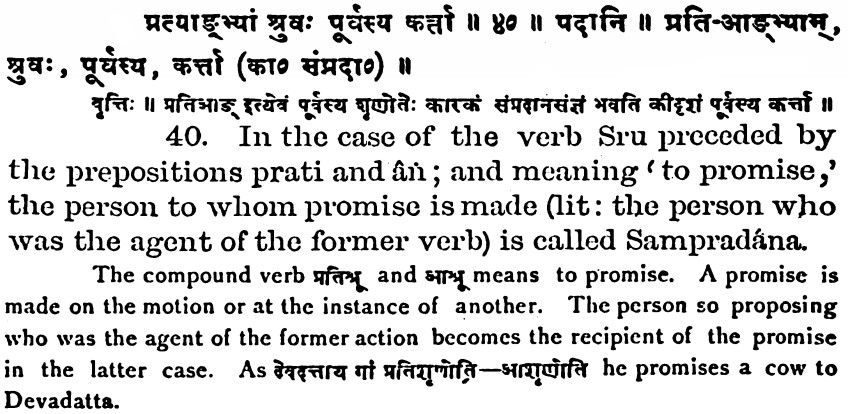 प्रत्याङ्भ्यां श्रुवः पूर्वस्य कर्त्ता ॥ ४० ॥ पदानि ॥ प्रति-आङ्भ्याम्,
श्रुवः, पूर्वस्य, कर्त्ता (का० संप्रदा०) ॥
वृत्तिः ॥ प्रतिआङ् इत्येवं पूर्वस्य शृणोतेः कारकं संप्रदानसंज्ञं भवति कीदृशं पूर्वस्य कर्त्ता ॥
40. In the case of the verb Sru preceded by
the prepositions prati and âṅ; and meaning 'to promise,'
the person to whom promise is made (lit: the person who
was the agent of the former verb) is called Sampradána.
The compound verb प्रतिश्रू and आश्रू means to promise. A promise is
made on the motion or at the instance of another. The person so proposing
who was the agent of the former action becomes the recipient of the promise
in the latter case. As देवदत्ताय गां प्रतिशृणोति—आशृणोति he promises a cow to
Devadatta.